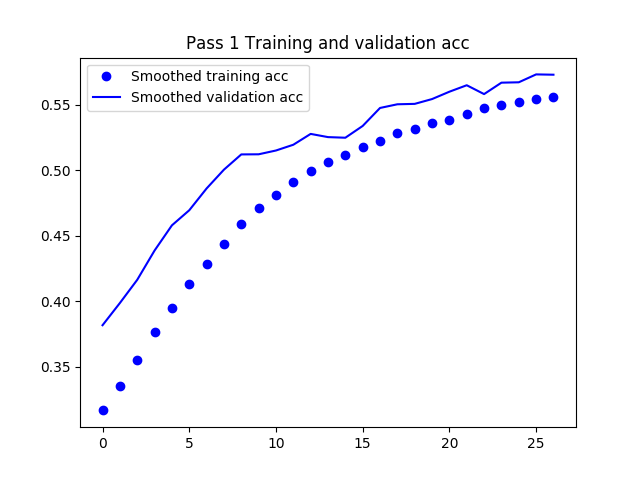 Pass 1 Training and validation acc
Smoothed training acc
Smoothed validation acc
0.55
0.50
0.45
0.40
0.35
0 5 10 15 20 25